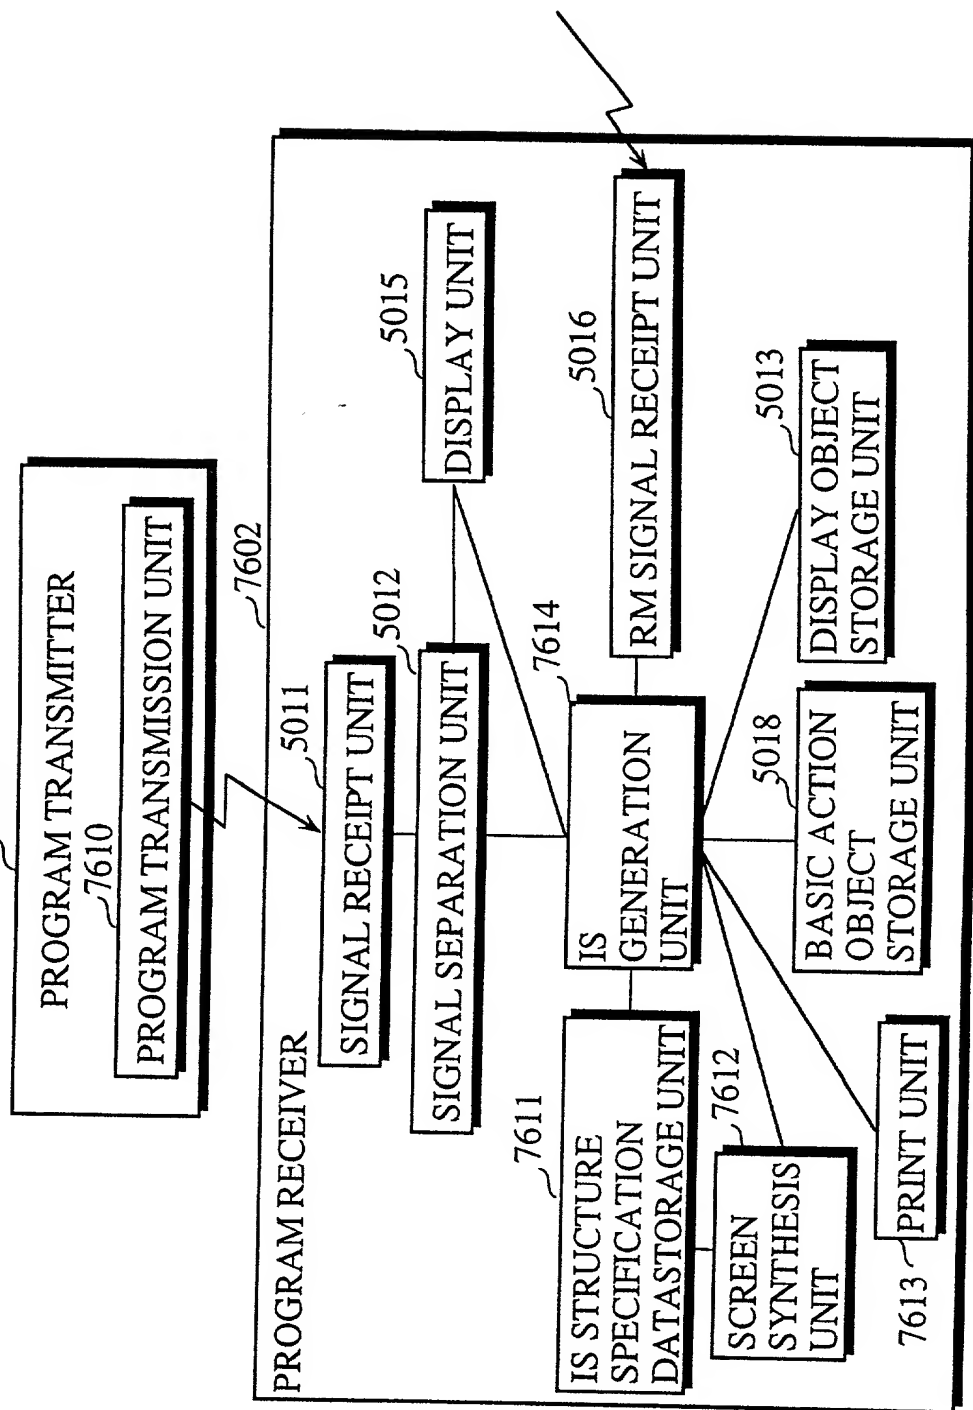 PROGRAM TRANSMITTER
7610
PROGRAM TRANSMISSION UNIT
7602
PROGRAM RECEIVER
5011
SIGNAL RECEIPT UNIT
5012
SIGNAL SEPARATION UNIT
5015
DISPLAY UNIT
7611
IS STRUCTURE
SPECIFICATION
DATASTORAGE UNIT
7614
IS
GENERATION
UNIT
5016
RM SIGNAL RECEIPT UNIT
7612
SCREEN
SYNTHESIS
UNIT
5018
BASIC ACTION
OBJECT
STORAGE UNIT
5013
DISPLAY OBJECT
STORAGE UNIT
7613
PRINT UNIT